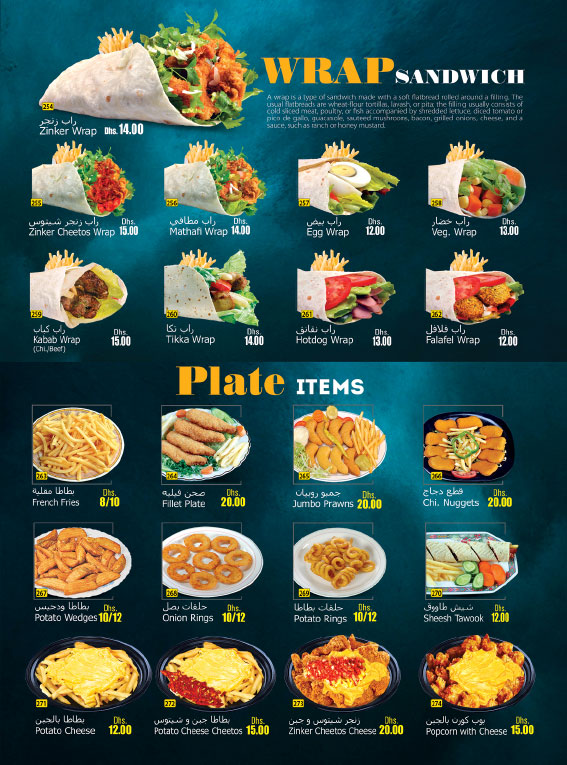 WRAP SANDWICH
A wrap is a type of sandwich made with a soft flatbread rolled around a filling. The
usual flatbreads are wheat-flour tortillas, lavash, or pita; the filling usually consists of
cold sliced meat, poultry, or fish accompanied by shredded lettuce, diced tomato or
pico de gallo, guacamole, sauteed mushrooms, bacon, grilled onions, cheese, and a
sauce, such as ranch or honey mustard.
254
راب زنجر
Zinker Wrap Dhs. 14.00
255
راب زنجر شيتوس
Zinker Cheetos Wrap Dhs. 15.00
256
راب مطافي
Mathafi Wrap Dhs. 14.00
257
راب بيض
Egg Wrap Dhs. 12.00
258
راب خضار
Veg. Wrap Dhs. 13.00
259
راب كباب
Kabab Wrap Dhs. 15.00
(Chi./Beef)
260
راب تكا
Tikka Wrap Dhs. 14.00
261
راب نقانق
Hotdog Wrap Dhs. 13.00
262
راب فلافل
Falafel Wrap Dhs. 12.00
Plate ITEMS
263
بطاطا مقلية
French Fries Dhs. 8/10
264
صحن فيليه
Fillet Plate Dhs. 20.00
265
جمبو روبيان
Jumbo Prawns Dhs. 20.00
266
قطع دجاج
Chi. Nuggets Dhs. 20.00
267
بطاطا ودجيس
Potato Wedges Dhs. 10/12
268
حلقات بصل
Onion Rings Dhs. 10/12
269
حلقات بطاطا
Potato Rings Dhs. 10/12
270
شيش طاووق
Sheesh Tawook Dhs. 12.00
271
بطاطا بالجبن
Potato Cheese Dhs. 12.00
272
بطاطا جبن و شيتوس
Potato Cheese Cheetos Dhs. 15.00
273
زنجر شيتوس و جبن
Zinker Cheetos Cheese Dhs. 20.00
274
بوب كورن بالجبن
Popcorn with Cheese Dhs. 15.00